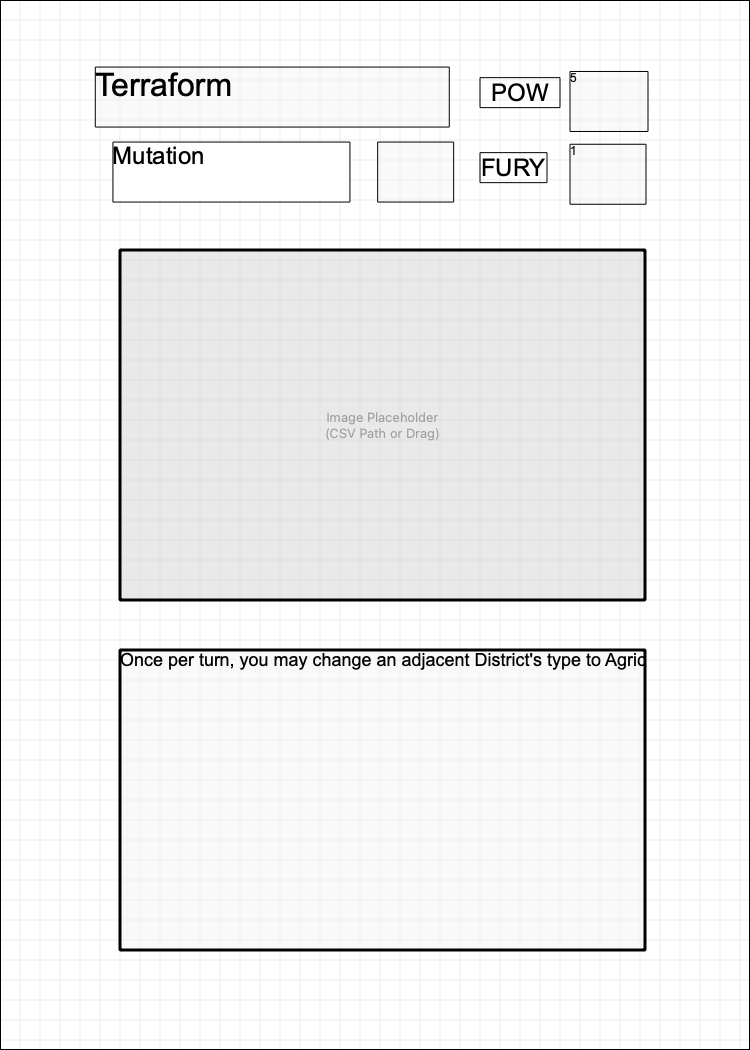 Terraform
POW
5
Mutation
FURY
1
Image Placeholder
(CSV Path or Drag)
Once per turn, you may change an adjacent District's type to Agric